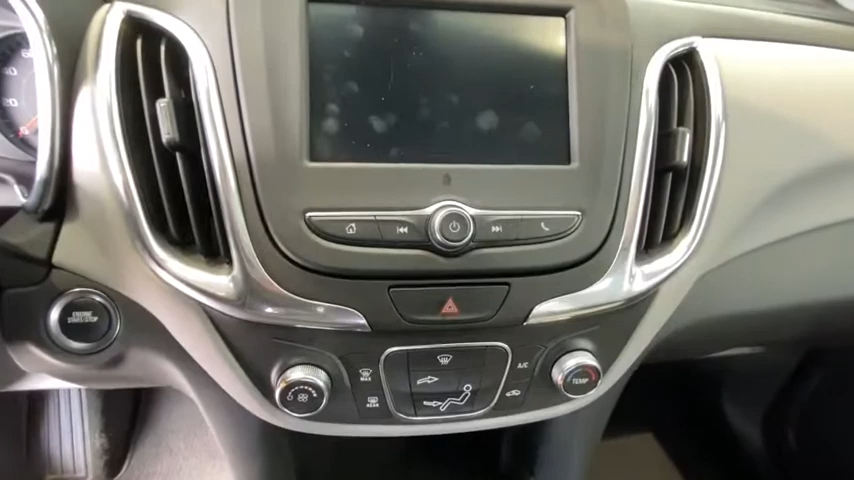 ENGINE
START/STOP
MAX
REAR
A/C
TEMP